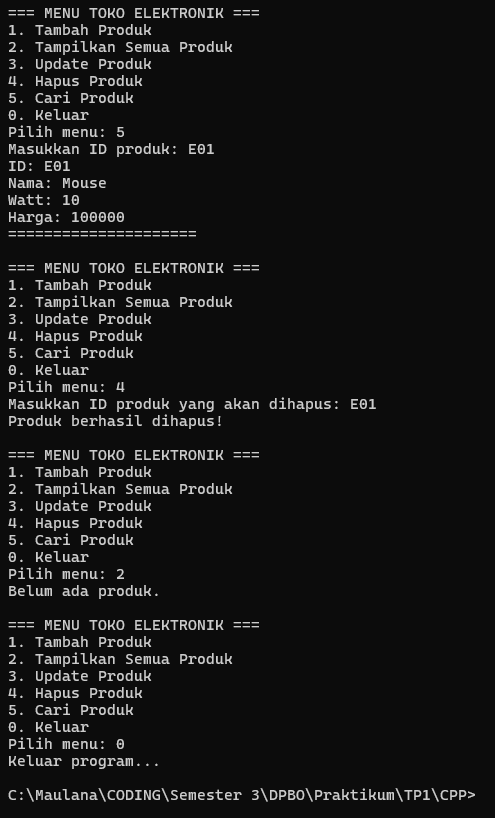 === MENU TOKO ELEKTRONIK ===
1. Tambah Produk
2. Tampilkan Semua Produk
3. Update Produk
4. Hapus Produk
5. Cari Produk
0. Keluar
Pilih menu: 5
Masukkan ID produk: E01
ID: E01
Nama: Mouse
Watt: 10
Harga: 100000
=====================

=== MENU TOKO ELEKTRONIK ===
1. Tambah Produk
2. Tampilkan Semua Produk
3. Update Produk
4. Hapus Produk
5. Cari Produk
0. Keluar
Pilih menu: 4
Masukkan ID produk yang akan dihapus: E01
Produk berhasil dihapus!

=== MENU TOKO ELEKTRONIK ===
1. Tambah Produk
2. Tampilkan Semua Produk
3. Update Produk
4. Hapus Produk
5. Cari Produk
0. Keluar
Pilih menu: 2
Belum ada produk.

=== MENU TOKO ELEKTRONIK ===
1. Tambah Produk
2. Tampilkan Semua Produk
3. Update Produk
4. Hapus Produk
5. Cari Produk
0. Keluar
Pilih menu: 0
Keluar program...

C:\Maulana\CODING\Semester 3\DPBO\Praktikum\TP1\CPP>